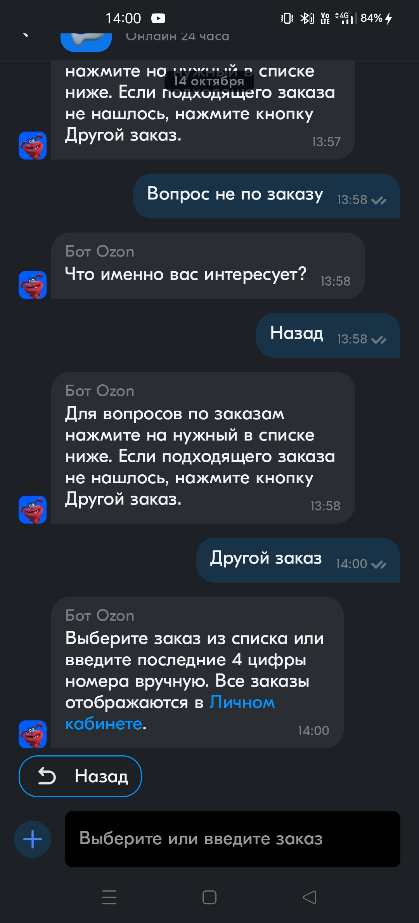 14:00
VO LTE 4G 84%
Онлайн 24 часа
нажмите на нужный в списке
14 октября
ниже. Если подходящего заказа
не нашлось, нажмите кнопку
Другой заказ.
13:57
Вопрос не по заказу
13:58
Бот Ozon
Что именно вас интересует?
13:58
Назад
13:58
Бот Ozon
Для вопросов по заказам
нажмите на нужный в списке
ниже. Если подходящего заказа
не нашлось, нажмите кнопку
Другой заказ.
13:58
Другой заказ
14:00
Бот Ozon
Выберите заказ из списка или
введите последние 4 цифры
номера вручную. Все заказы
отображаются в Личном
кабинете.
14:00
Назад
Выберите или введите заказ